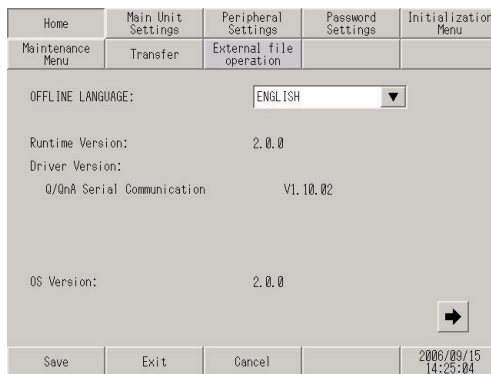 Home
Main Unit
Settings
Peripheral
Settings
Password
Settings
Initialization
Menu
Maintenance
Menu
Transfer
External file
operation
OFFLINE LANGUAGE: ENGLISH
Runtime Version: 2.0.0
Driver Version:
Q/QnA Serial Communication V1.10.02
OS Version: 2.0.0
Save Exit Cancel
2006/09/15
14:25:04